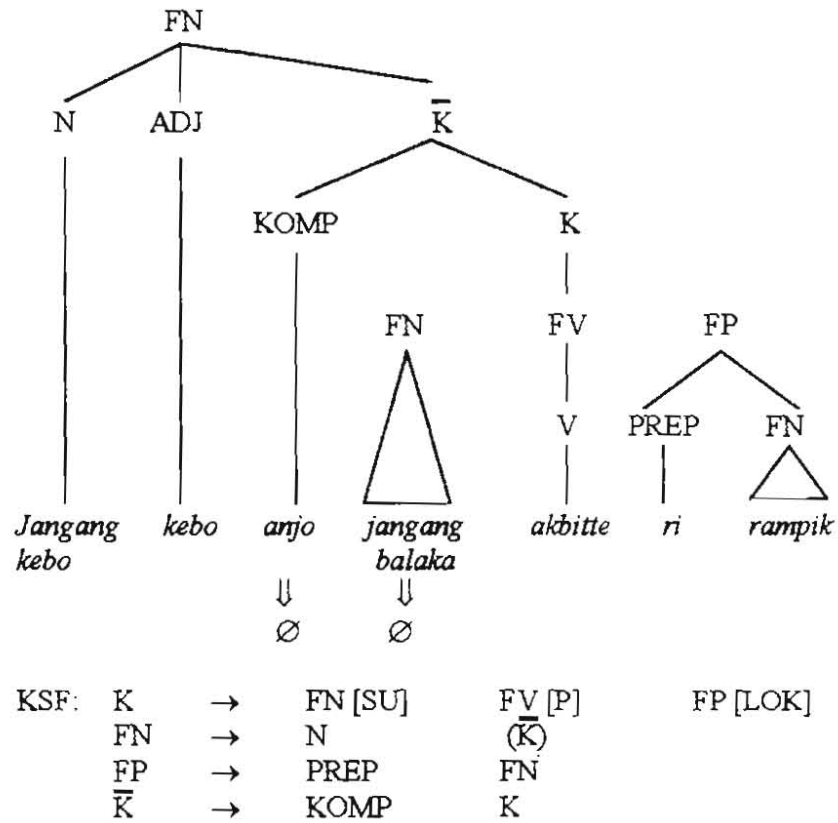 FN
N ADJ K̅
KOMP K
FN FV FP
V PREP FN
Jangang kebo anjo jangang akbitte ri rampik
kebo balaka
⇓ ⇓
∅ ∅
KSF: K → FN [SU] FV [P] FP [LOK]
FN → N (K̅)
FP → PREP FN
K̅ → KOMP K